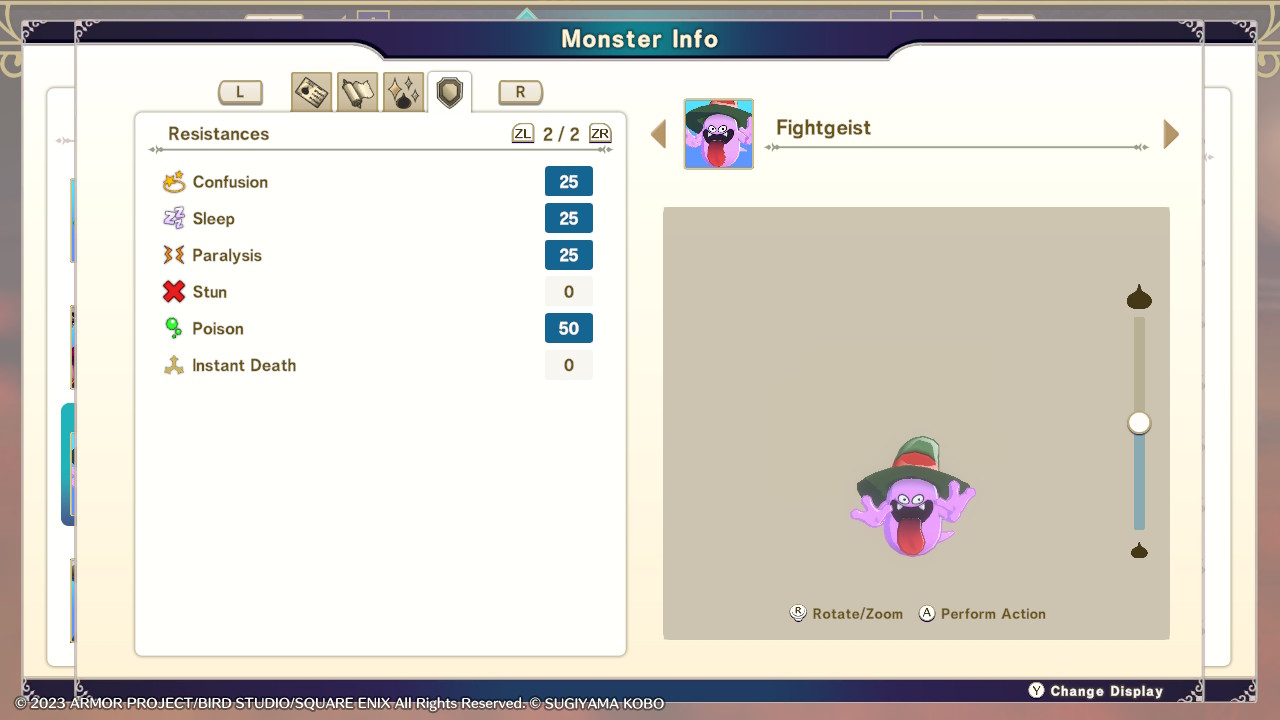 Monster Info
L
R
Resistances
ZL 2 / 2 ZR
Confusion 25
Sleep 25
Paralysis 25
Stun 0
Poison 50
Instant Death 0
Fightgeist
R Rotate/Zoom A Perform Action
Y Change Display
© 2023 ARMOR PROJECT/BIRD STUDIO/SQUARE ENIX All Rights Reserved. © SUGIYAMA KOBO